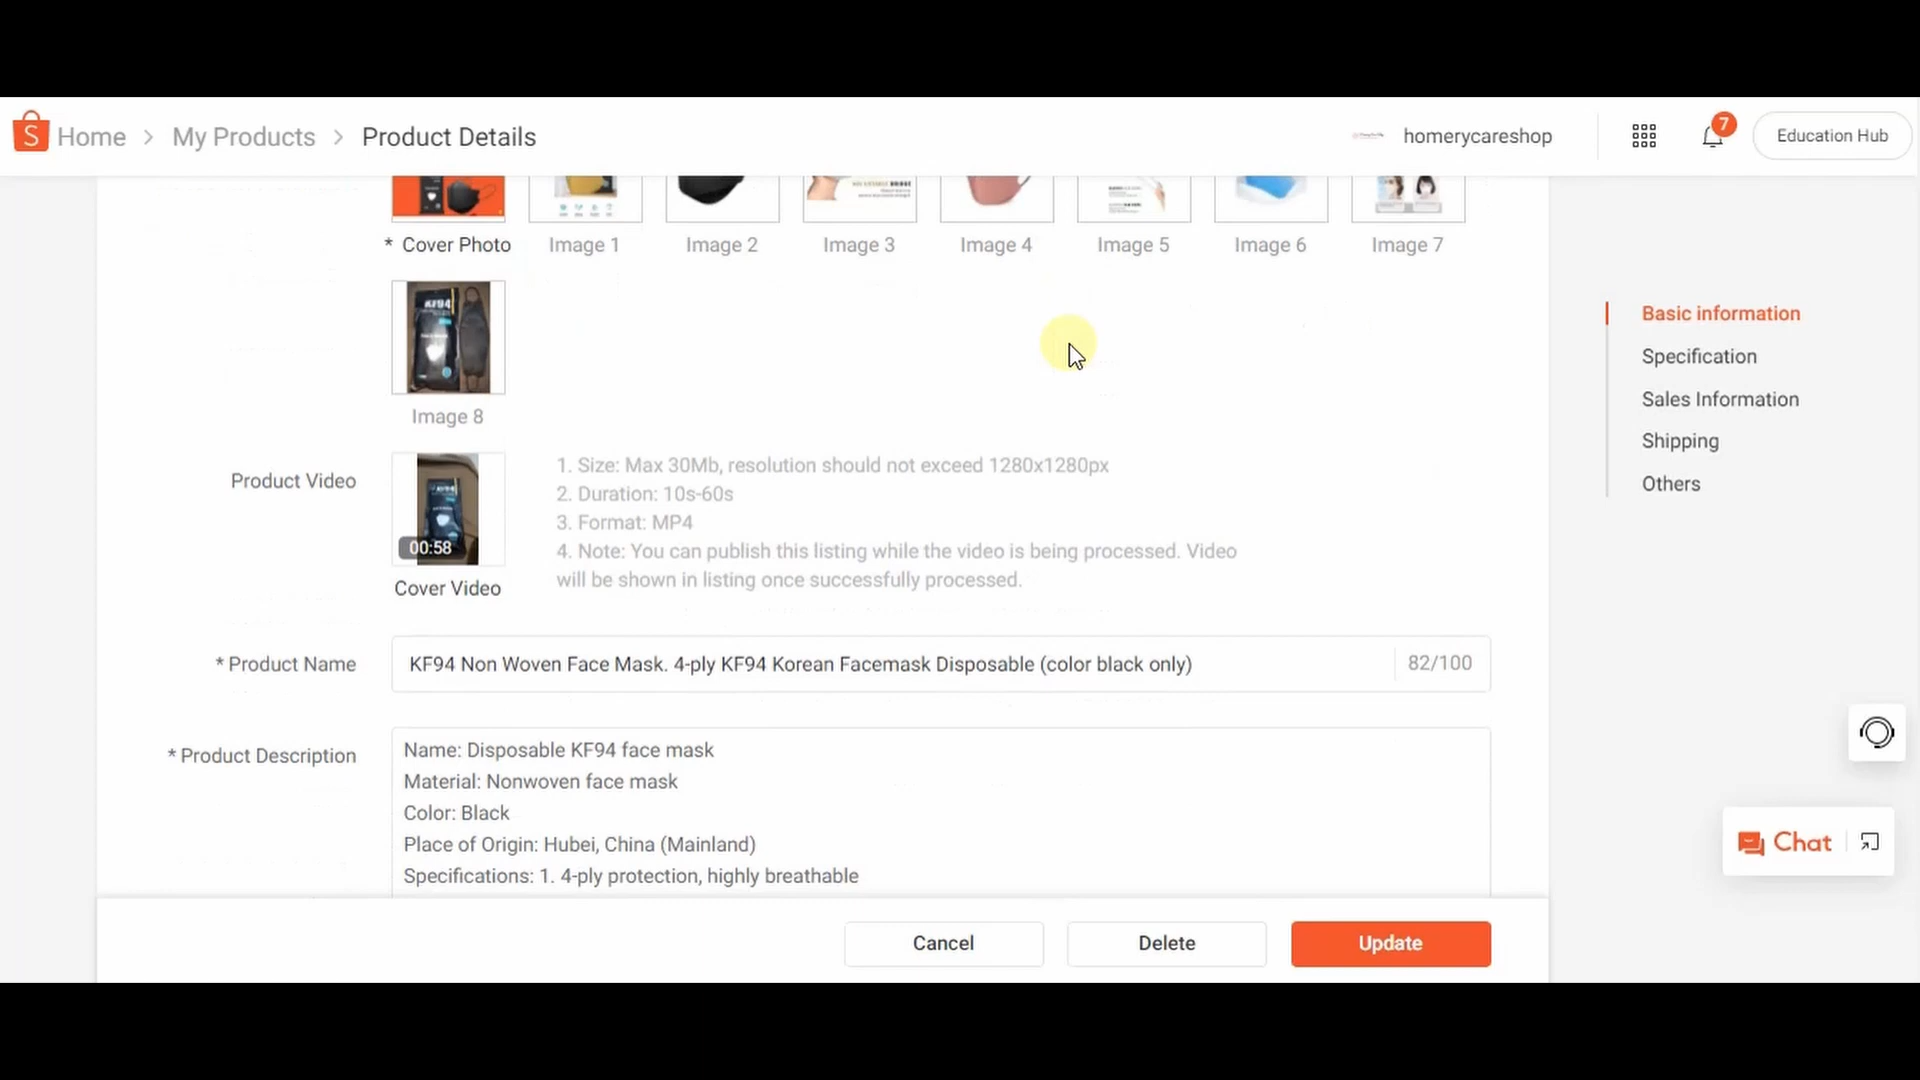 Home > My Products > Product Details
homerycareshop
7
Education Hub
* Cover Photo
Image 1
Image 2
Image 3
Image 4
Image 5
Image 6
Image 7
KF94
Image 8
Product Video
00:58
Cover Video
1. Size: Max 30Mb, resolution should not exceed 1280x1280px
2. Duration: 10s-60s
3. Format: MP4
4. Note: You can publish this listing while the video is being processed. Video
will be shown in listing once successfully processed.
* Product Name
KF94 Non Woven Face Mask. 4-ply KF94 Korean Facemask Disposable (color black only)
82/100
* Product Description
Name: Disposable KF94 face mask
Material: Nonwoven face mask
Color: Black
Place of Origin: Hubei, China (Mainland)
Specifications: 1. 4-ply protection, highly breathable
Cancel
Delete
Update
Basic information
Specification
Sales Information
Shipping
Others
Chat